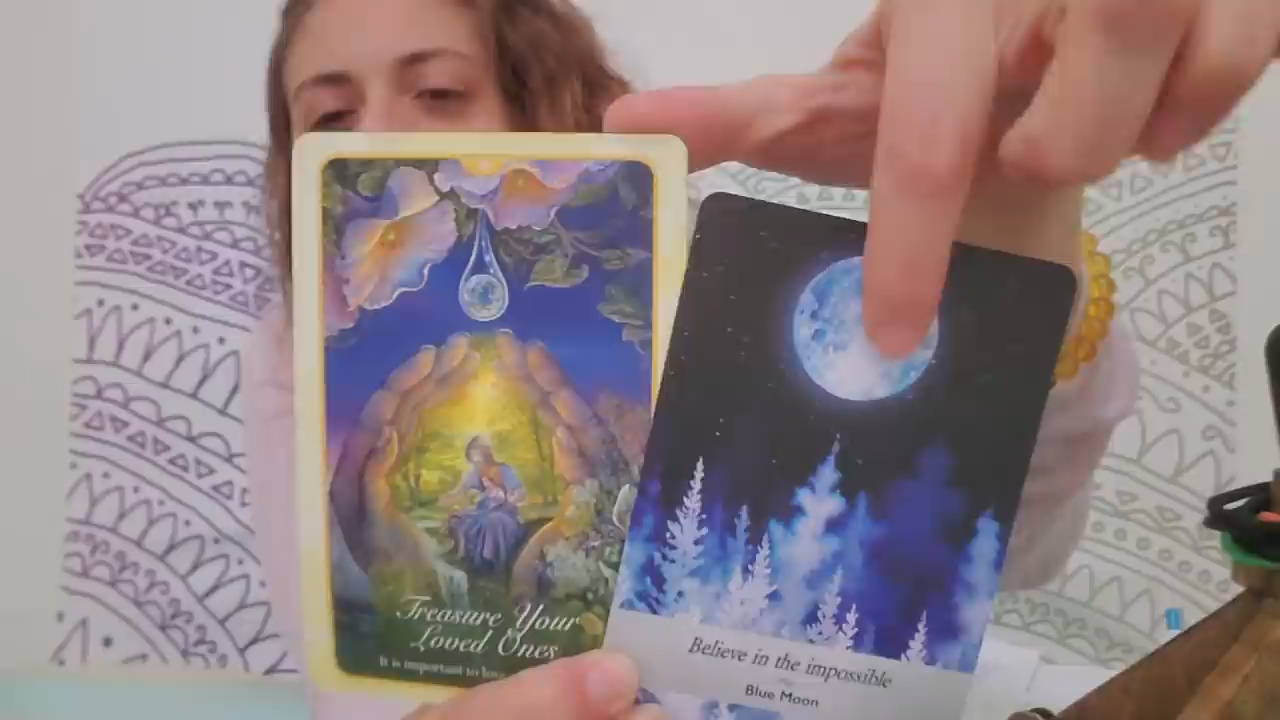 Treasure Your
Loved Ones
It is important to
Believe in the impossible
Blue Moon